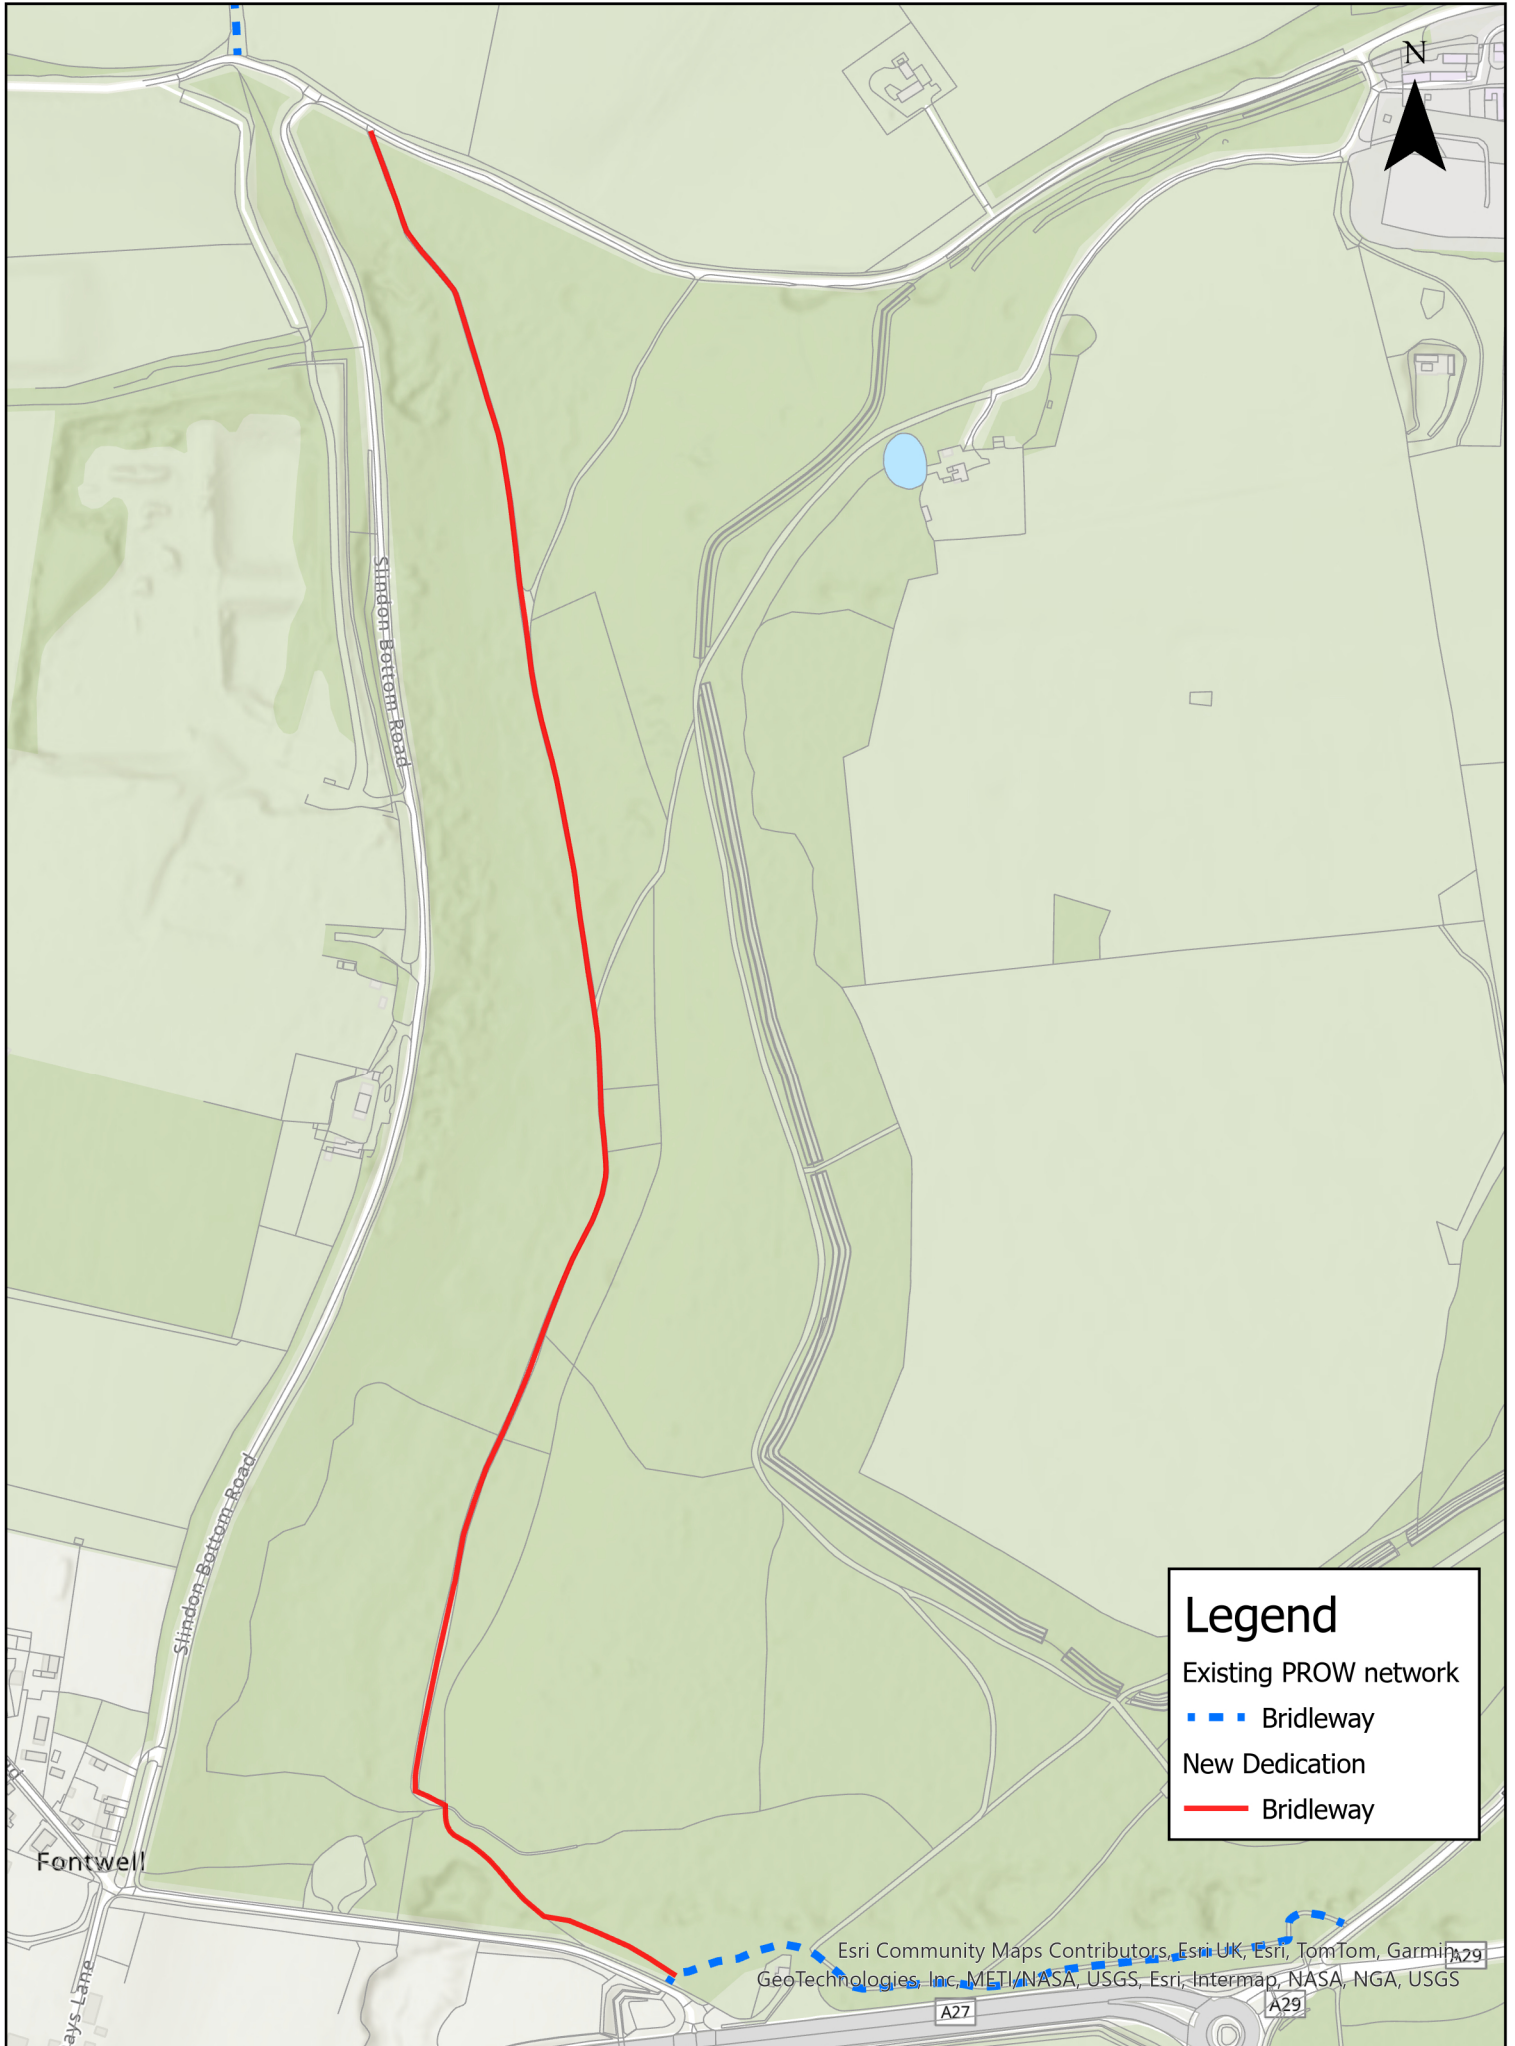 N
Slindon Bottom Road
Slindon Bottom Road
Legend
Existing PROW network
Bridleway
New Dedication
Bridleway
Fontwell
ays Lane
Esri Community Maps Contributors, Esri UK, Esri, TomTom, Garmin,
GeoTechnologies, Inc, METI/NASA, USGS, Esri, Intermap, NASA, NGA, USGS
A29
A29
A27